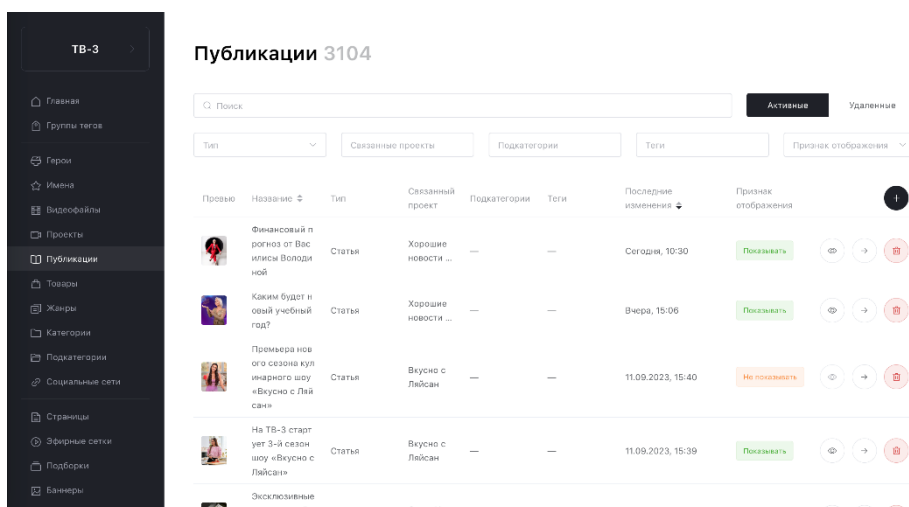 ТВ-3
Главная
Группы тегов
Герои
Имена
Видеофайлы
Проекты
Публикации
Товары
Жанры
Категории
Подкатегории
Социальные сети
Страницы
Эфирные сетки
Подборки
Баннеры
Публикации 3104
Поиск
Активные
Удаленные
Тип
Связанные проекты
Подкатегории
Теги
Признак отображения
Превью
Название
Тип
Связанный
проект
Подкатегории
Теги
Последние
изменения
Признак
отображения
Финансовый п
рогноз от Вас
илисы Володи
ной
Статья
Хорошие
новости ...
—
—
Сегодня, 10:30
Показывать
Каким будет н
овый учебный
год?
Статья
Хорошие
новости ...
—
—
Вчера, 15:06
Показывать
Премьера нов
ого сезона кул
инарного шоу
«Вкусно с Ляй
сан»
Статья
Вкусно с
Ляйсан
—
—
11.09.2023, 15:40
Не показывать
На ТВ-3 старт
ует 3-й сезон
шоу «Вкусно с
Ляйсан»
Статья
Вкусно с
Ляйсан
—
—
11.09.2023, 15:39
Показывать
Эксклюзивные